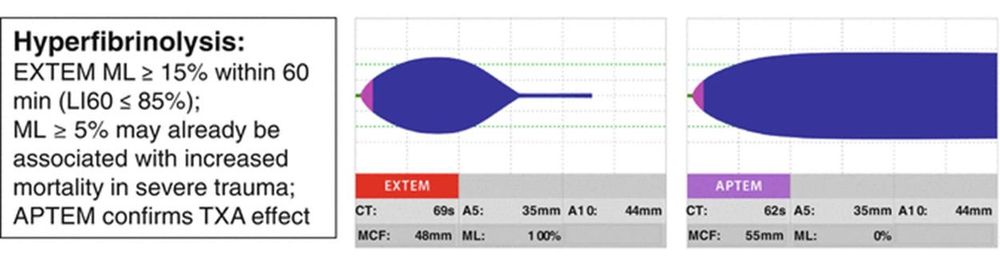 Hyperfibrinolysis:
EXTEM ML ≥ 15% within 60
min (LI60 ≤ 85%);
ML ≥ 5% may already be
associated with increased
mortality in severe trauma;
APTEM confirms TXA effect
EXTEM
CT: 69s A5: 35mm A10: 44mm
MCF: 48mm ML: 100%
APTEM
CT: 62s A5: 35mm A10: 44mm
MCF: 55mm ML: 0%